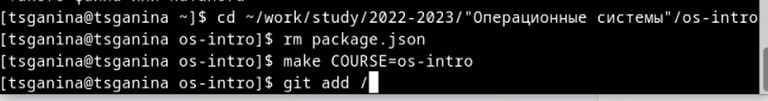 [tsganina@tsganina ~]$ cd ~/work/study/2022-2023/"Операционные системы"/os-intro
[tsganina@tsganina os-intro]$ rm package.json
[tsganina@tsganina os-intro]$ make COURSE=os-intro
[tsganina@tsganina os-intro]$ git add /